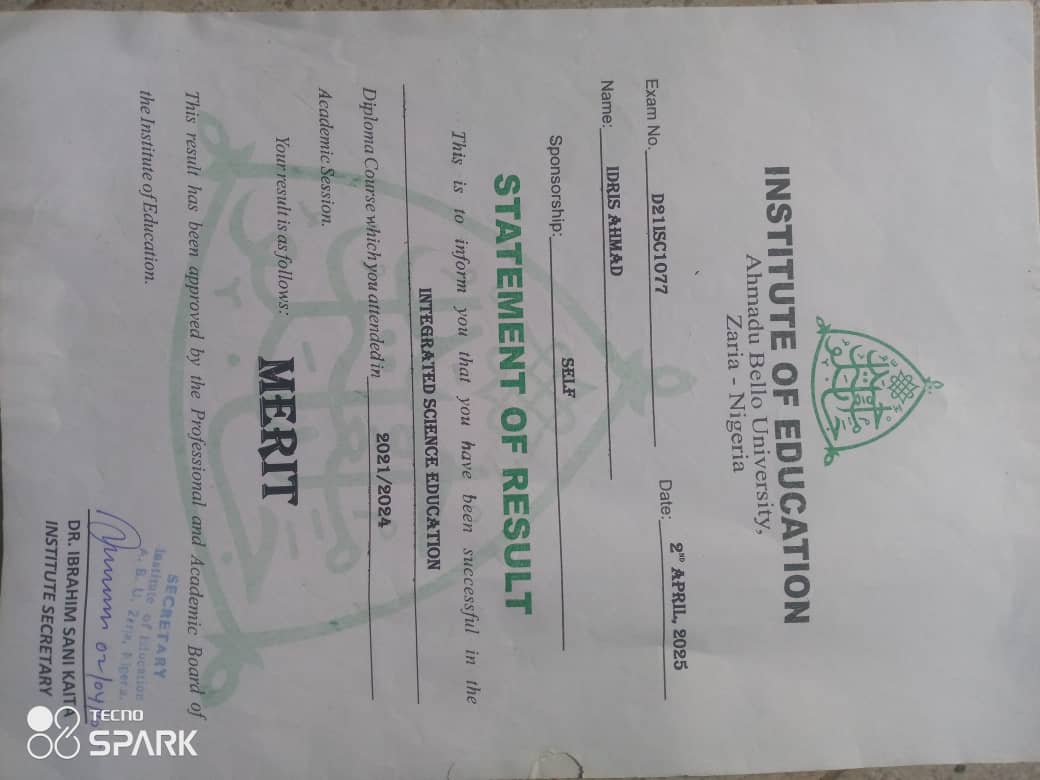 INSTITUTE OF EDUCATION
Ahmadu Bello University,
Zaria - Nigeria
Exam No. D21ISC1077 Date: 2ND APRIL, 2025
Name: IDRIS AHMAD
Sponsorship: SELF
STATEMENT OF RESULT
This is to inform you that you have been successful in the
INTEGRATED SCIENCE EDUCATION
Diploma Course which you attended in 2021/2024
Academic Session.
Your result is as follows: MERIT
This result has been approved by the Professional and Academic Board of
the Institute of Education.
SECRETARY
Institute of Education
A. B. U. Zaria, Nigeria.
02/04/
DR. IBRAHIM SANI KAITA
INSTITUTE SECRETARY
TECNO
SPARK